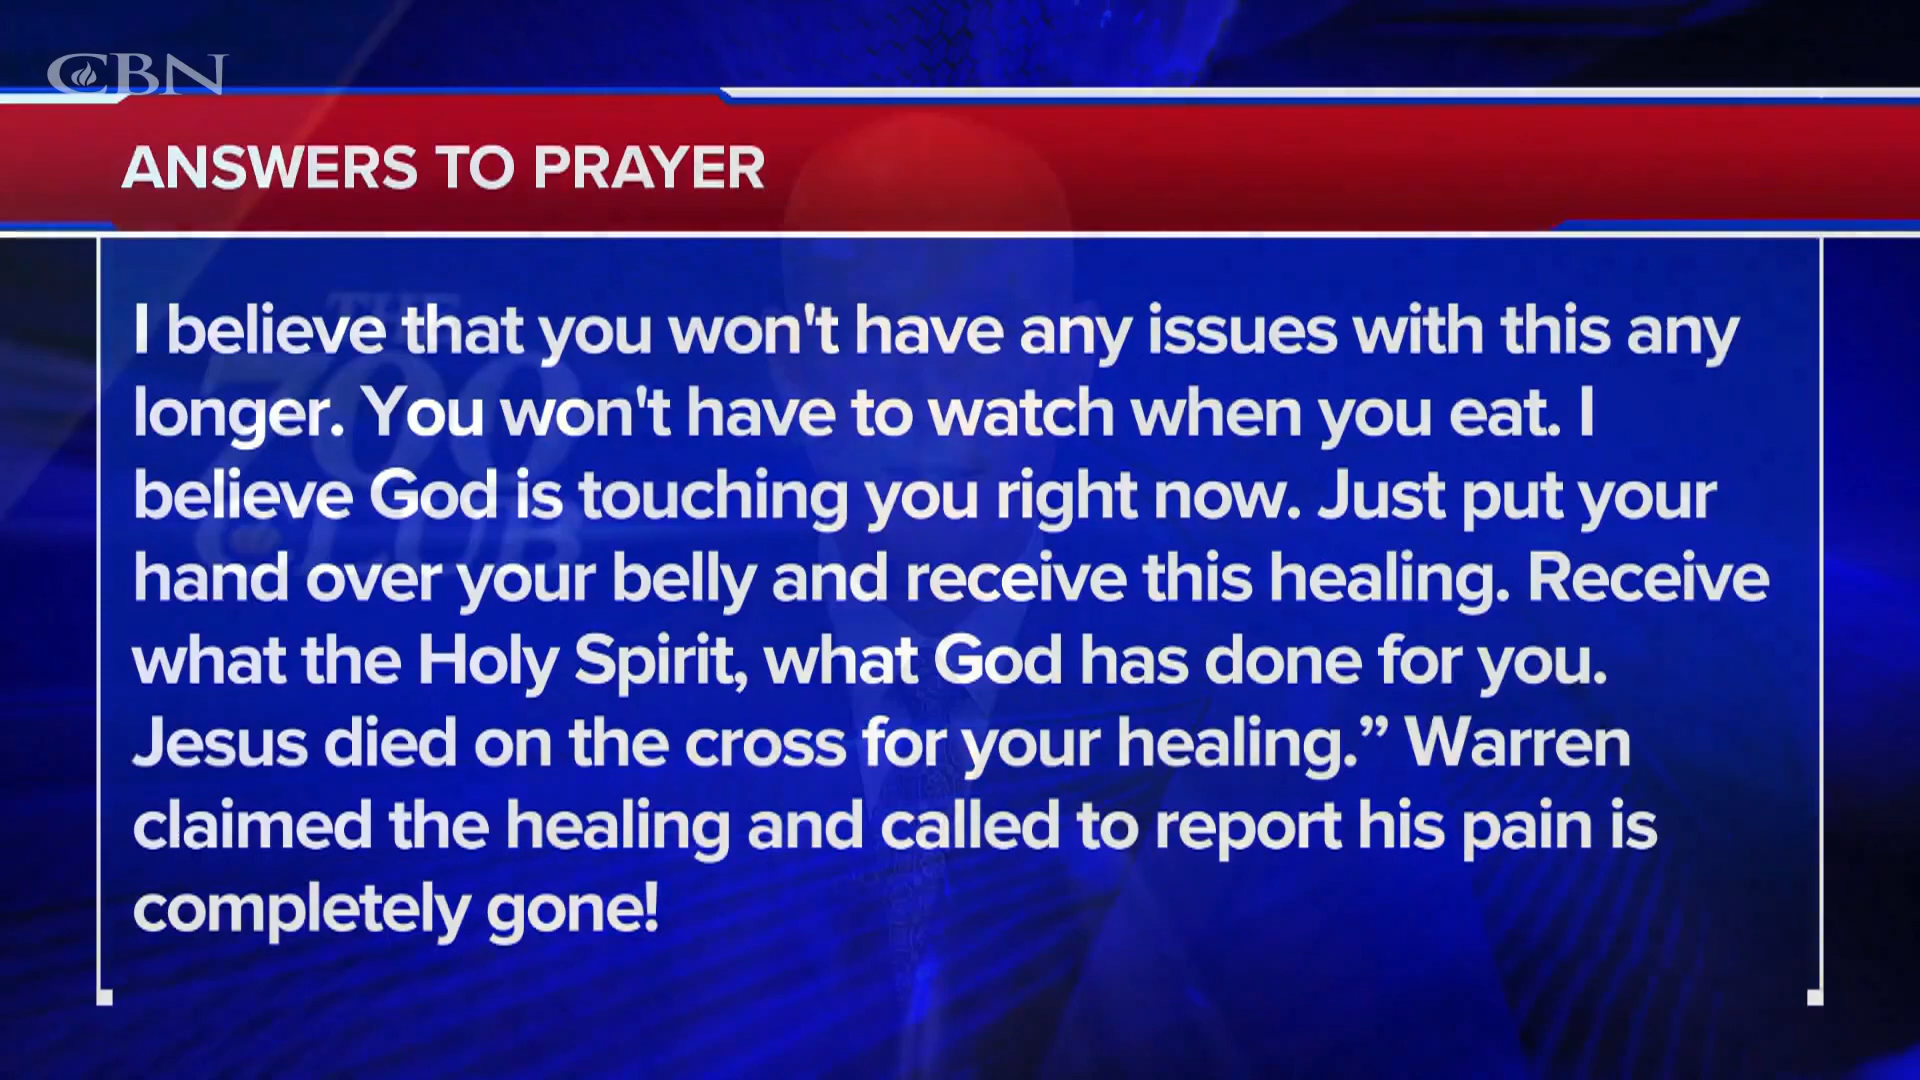 CBN
ANSWERS TO PRAYER
I believe that you won't have any issues with this any
longer. You won't have to watch when you eat. I
believe God is touching you right now. Just put your
hand over your belly and receive this healing. Receive
what the Holy Spirit, what God has done for you.
Jesus died on the cross for your healing.” Warren
claimed the healing and called to report his pain is
completely gone!
THE
700
CLUB